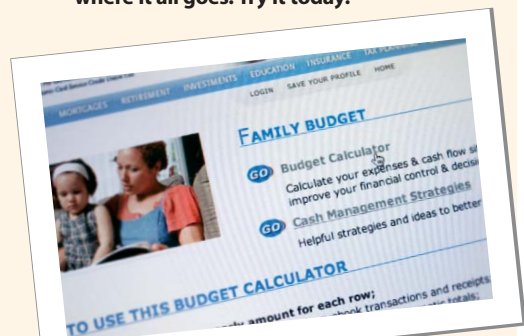 where it all goes. Try it today.
MORTGAGES RETIREMENT INVESTMENTS EDUCATION INSURANCE TAX PLANNING
LOGIN SAVE YOUR PROFILE HOME
FAMILY BUDGET
GO Budget Calculator
Calculate your expenses & cash flow
improve your financial control &
GO Cash Management Strategies
Helpful strategies and ideas to better
TO USE THIS BUDGET CALCULATOR
amount for each row;
transactions and receipts
totals;